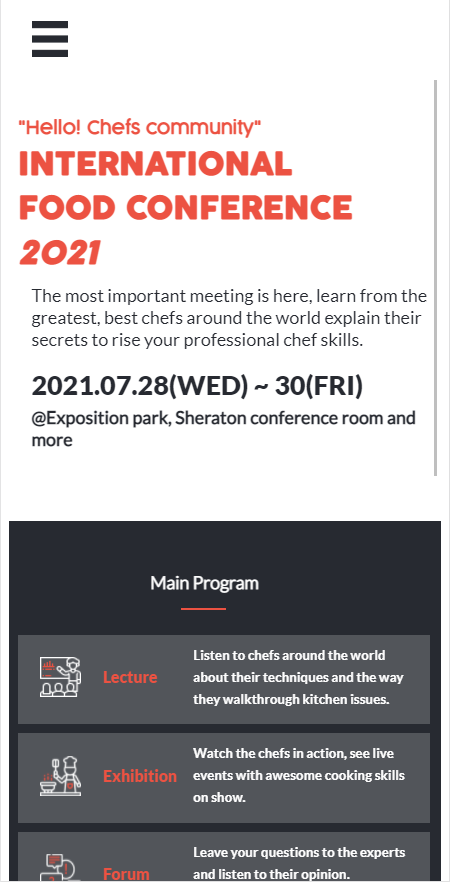 "Hello! Chefs community"
INTERNATIONAL
FOOD CONFERENCE
2021
The most important meeting is here, learn from the
greatest, best chefs around the world explain their
secrets to rise your professional chef skills.
2021.07.28(WED) ~ 30(FRI)
@Exposition park, Sheraton conference room and
more
Main Program
Lecture
Listen to chefs around the world
about their techniques and the way
they walkthrough kitchen issues.
Exhibition
Watch the chefs in action, see live
events with awesome cooking skills
on show.
Forum
Leave your questions to the experts
and listen to their opinion.